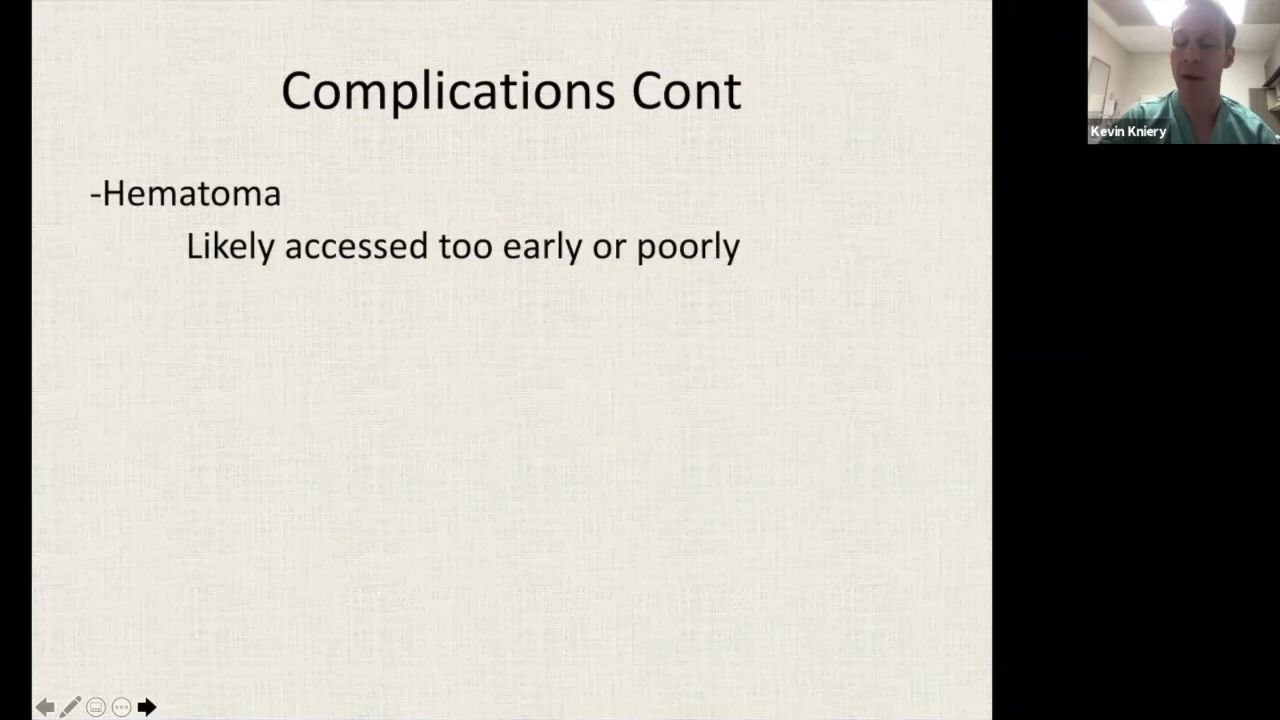 Complications Cont
-Hematoma
Likely accessed too early or poorly
Kevin Kniery